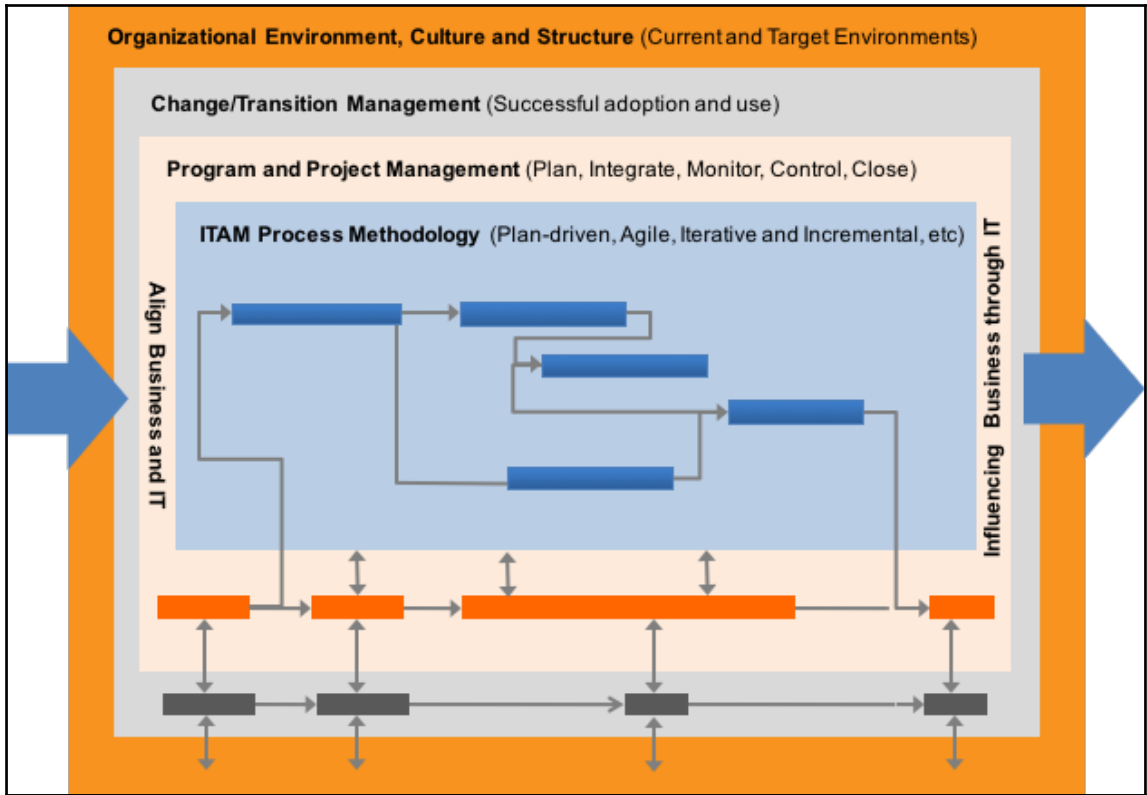 Organizational Environment, Culture and Structure (Current and Target Environments)
Change/Transition Management (Successful adoption and use)
Program and Project Management (Plan, Integrate, Monitor, Control, Close)
ITAM Process Methodology (Plan-driven, Agile, Iterative and Incremental, etc)
Align Business and IT
Influencing Business through IT